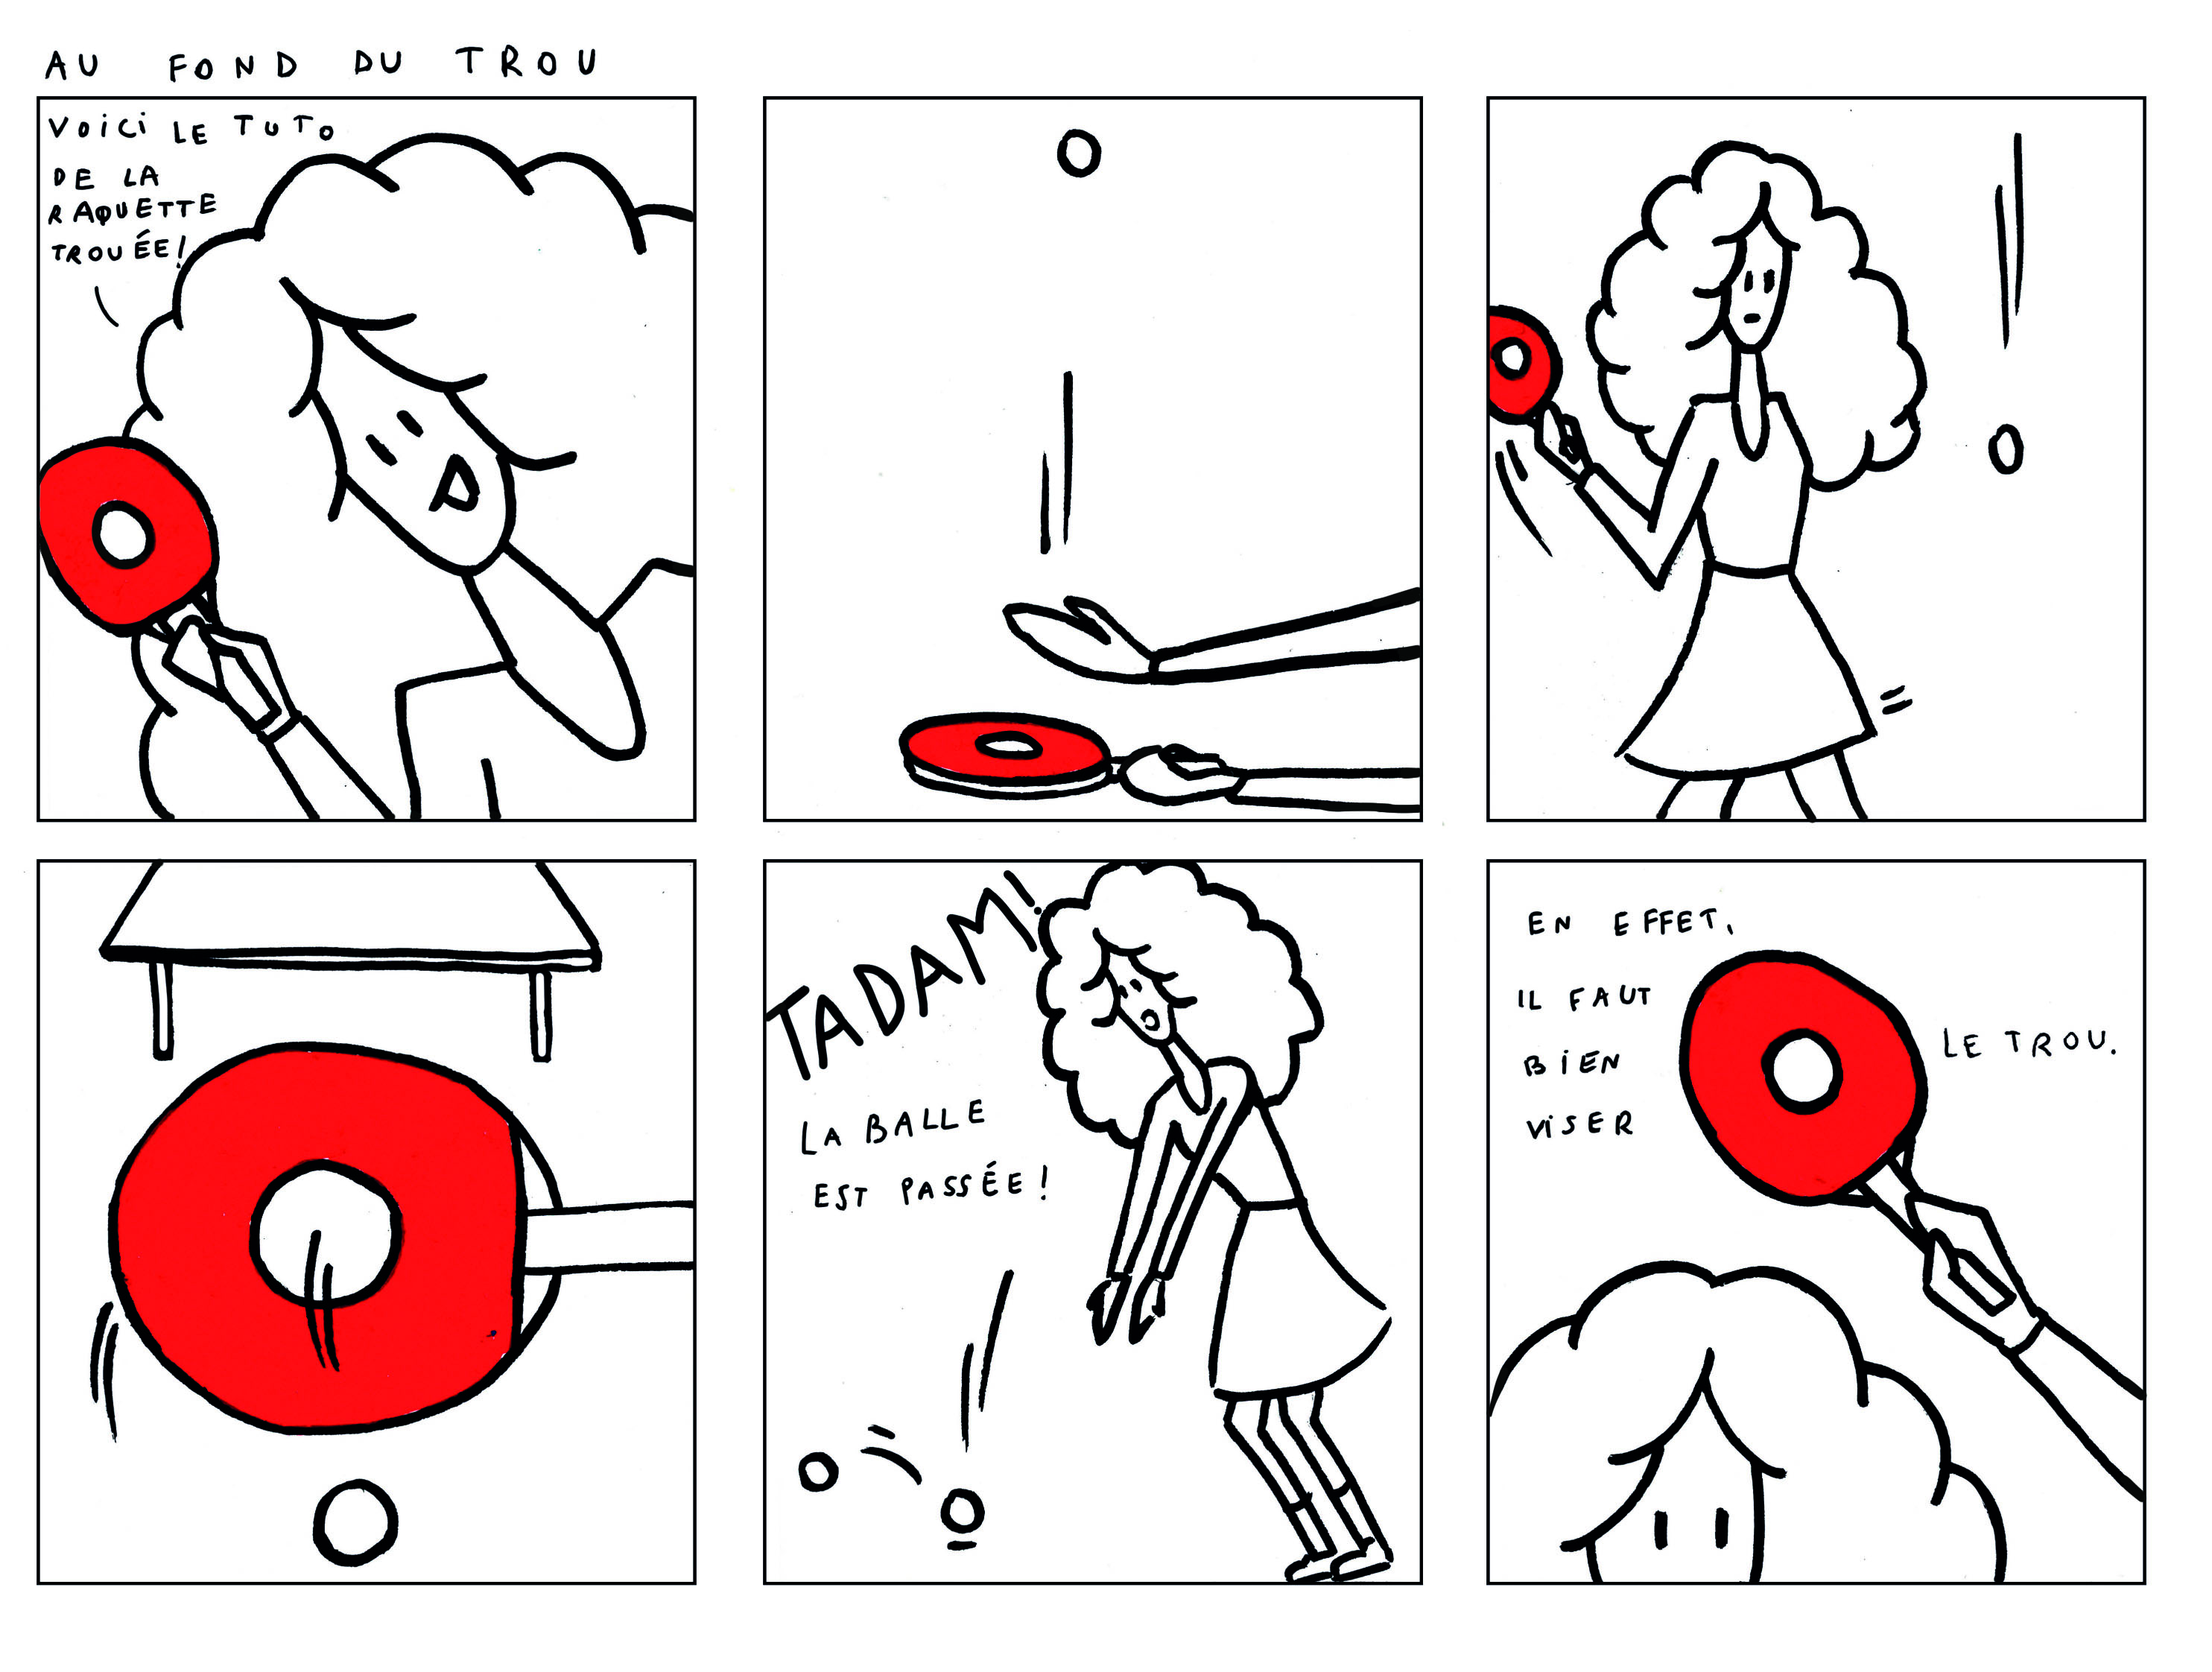 AU FOND DU TROU
VOICI LE TUTO
DE LA
RAQUETTE
TROUÉE!
TADAM!
LA BALLE
EST PASSÉE!
EN EFFET,
IL FAUT
BIEN
VISER
LE TROU.